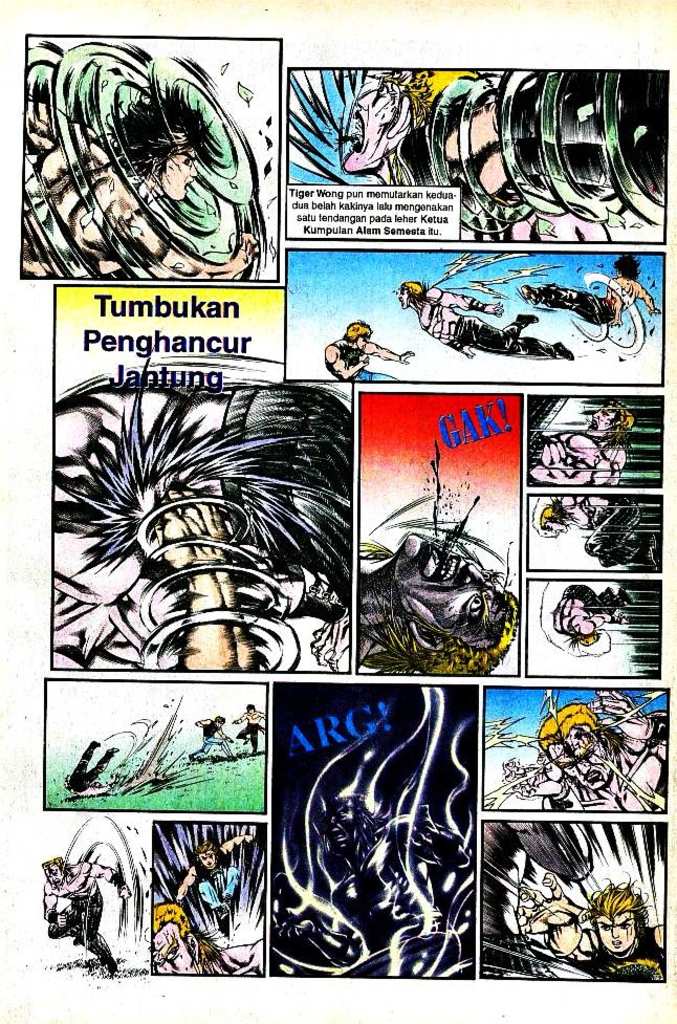 Tiger Wong pun memutarkan kedua-
dua belah kakinya lalu mengenakan
satu tendangan pada leher Ketua
Kumpulan Alam Semesta itu.
Tumbukan
Penghancur
Jantung
GAK!
ARG!